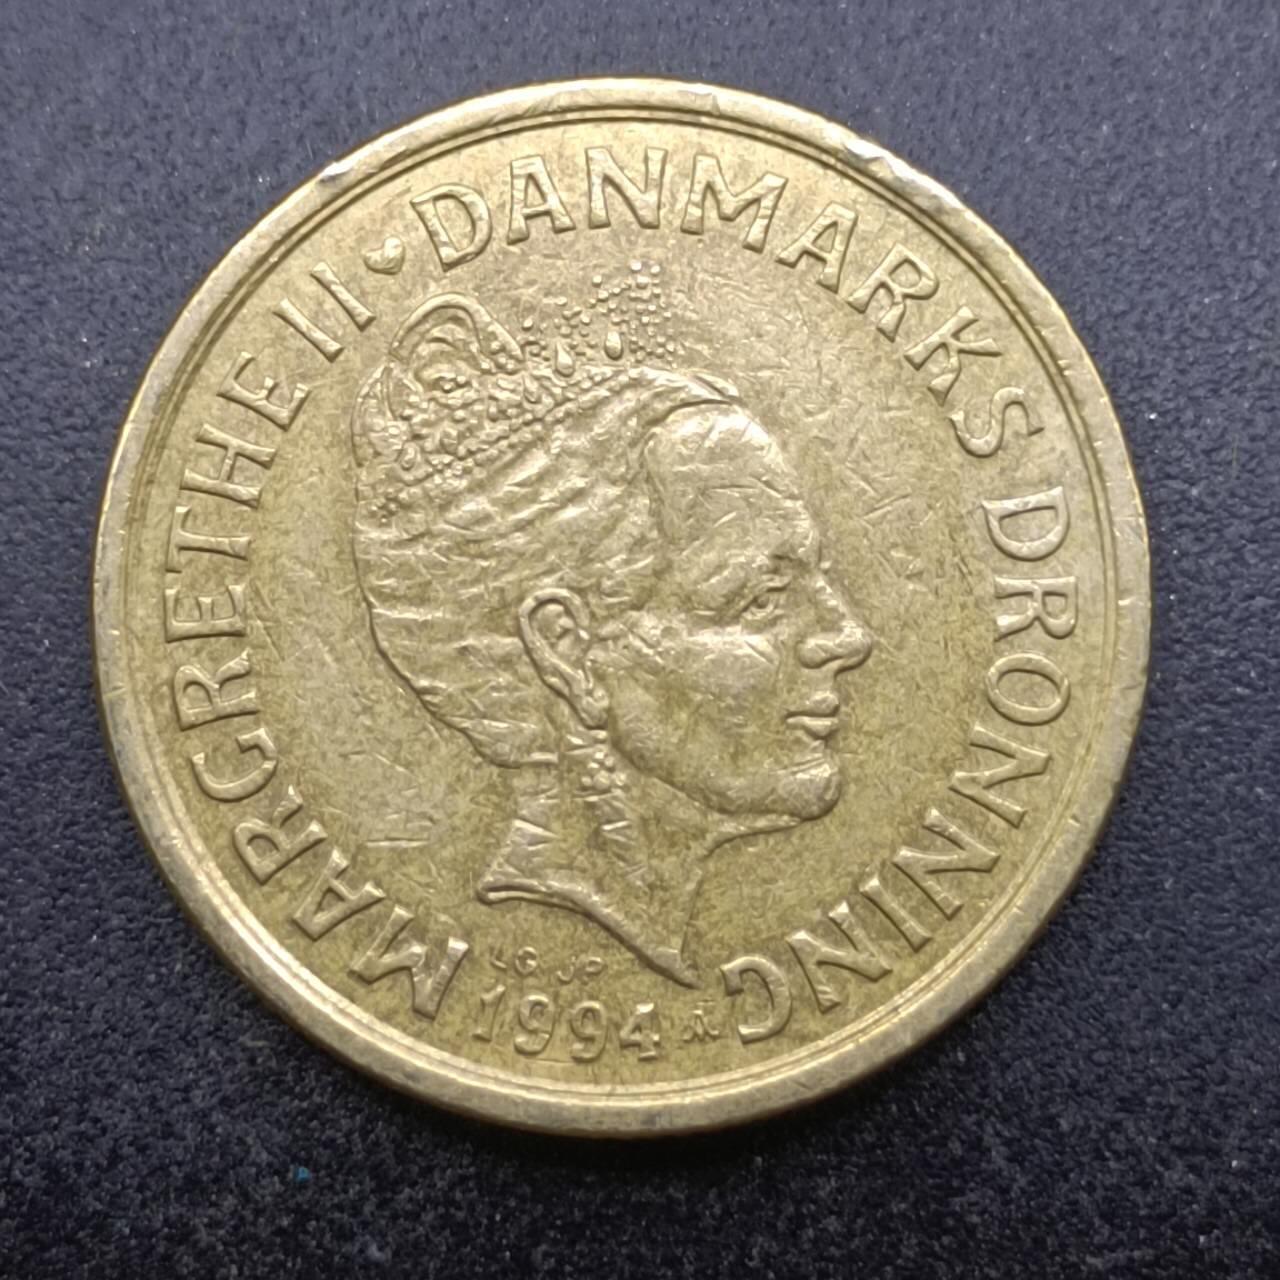 MARGRETHE II ♥ DANMARKS DRONNING
LG JP
1994